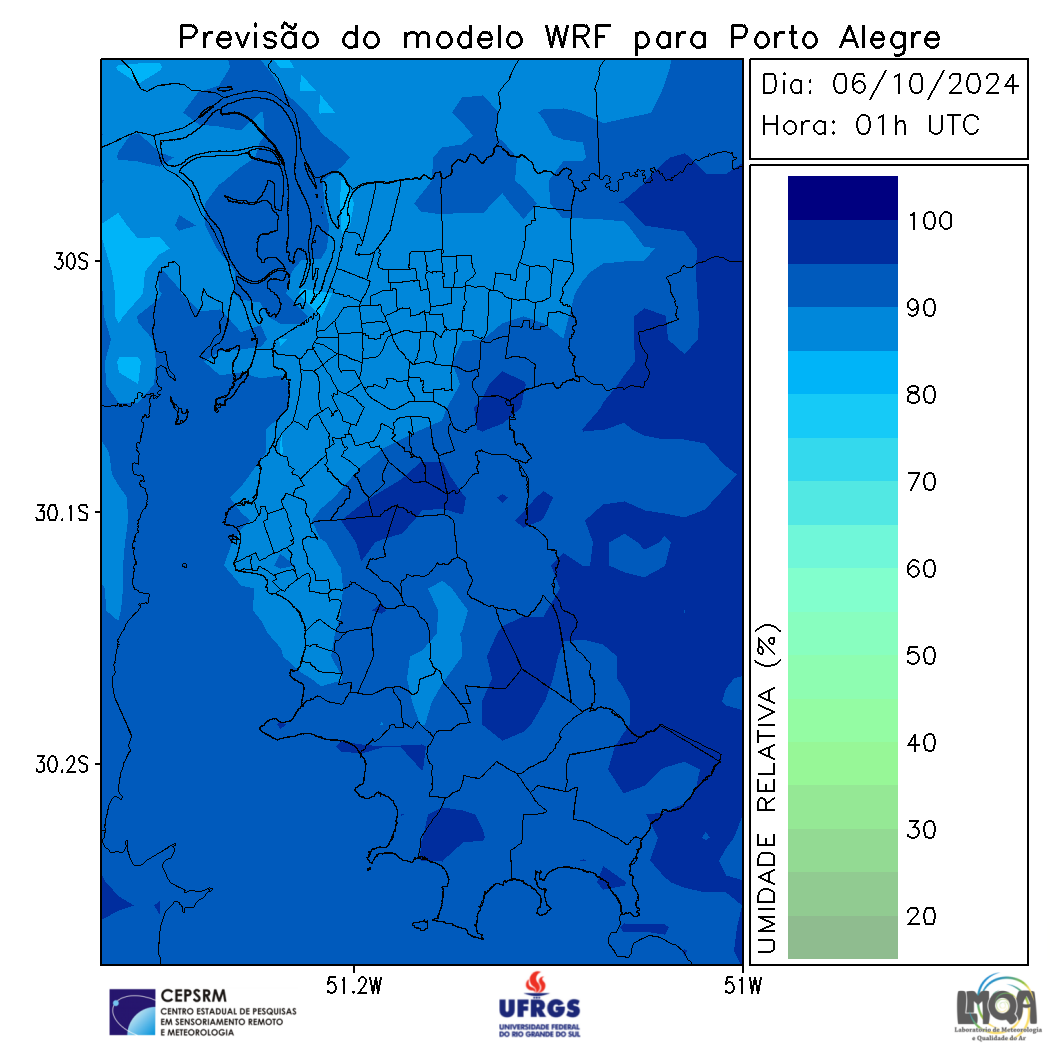 Previsão do modelo WRF para Porto Alegre
Dia: 06/10/2024
Hora: 01h UTC
30S
30.1S
30.2S
51.2W
51W
100
90
80
70
60
50
40
30
20
UMIDADE RELATIVA (%)
CEPSRM
CENTRO ESTADUAL DE PESQUISAS
EM SENSORIAMENTO REMOTO
E METEOROLOGIA
UFRGS
UNIVERSIDADE FEDERAL
DO RIO GRANDE DO SUL
LMQA
Laboratório de Meteorologia
e Qualidade do Ar